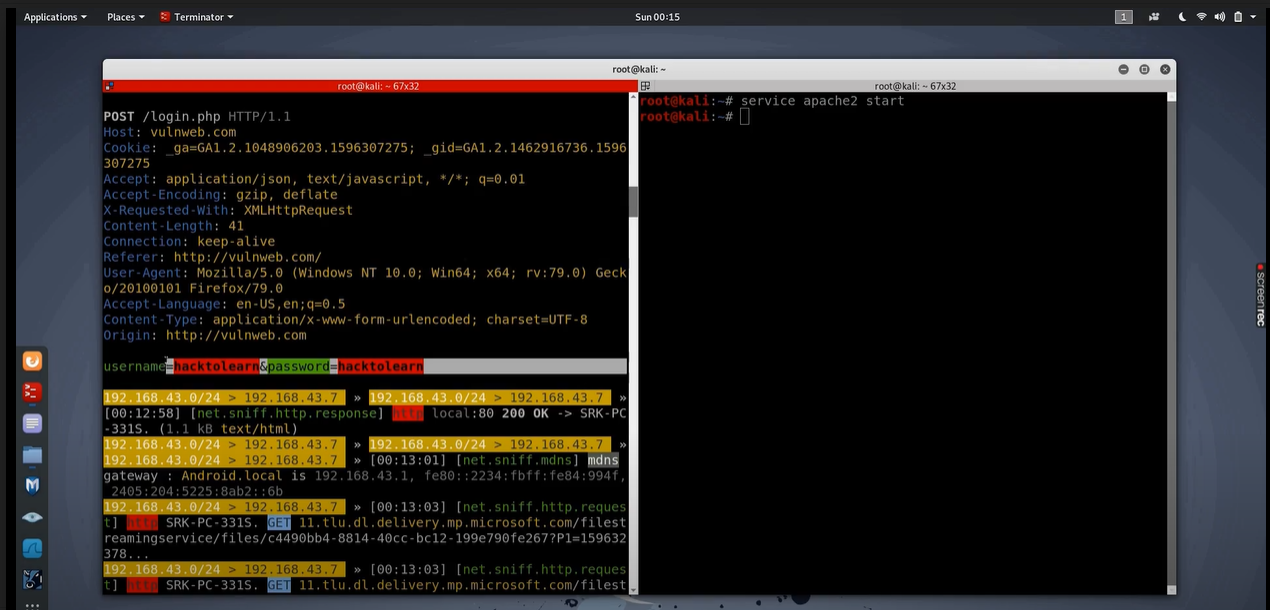 Applications Places Terminator Sun 00:15 1
root@kali: ~
root@kali: ~ 67x32
root@kali: ~ 67x32
POST /login.php HTTP/1.1
Host: vulnweb.com
Cookie: _ga=GA1.2.1048906203.1596307275; _gid=GA1.2.1462916736.1596
307275
Accept: application/json, text/javascript, */*; q=0.01
Accept-Encoding: gzip, deflate
X-Requested-With: XMLHttpRequest
Content-Length: 41
Connection: keep-alive
Referer: http://vulnweb.com/
User-Agent: Mozilla/5.0 (Windows NT 10.0; Win64; x64; rv:79.0) Geck
o/20100101 Firefox/79.0
Accept-Language: en-US,en;q=0.5
Content-Type: application/x-www-form-urlencoded; charset=UTF-8
Origin: http://vulnweb.com
username=hacktolearn&password=hacktolearn
192.168.43.0/24 > 192.168.43.7 » 192.168.43.0/24 > 192.168.43.7 »
[00:12:58] [net.sniff.http.response] http local:80 200 OK -> SRK-PC
-331S. (1.1 kB text/html)
192.168.43.0/24 > 192.168.43.7 » 192.168.43.0/24 > 192.168.43.7 »
192.168.43.0/24 > 192.168.43.7 » [00:13:01] [net.sniff.mdns] mdns
gateway : Android.local is 192.168.43.1, fe80::2234:fbff:fe84:994f,
2405:204:5225:8ab2::6b
192.168.43.0/24 > 192.168.43.7 » [00:13:03] [net.sniff.http.reques
t] http SRK-PC-331S. GET 11.tlu.dl.delivery.mp.microsoft.com/filest
reamingservice/files/c4490bb4-8814-40cc-bc12-199e790fe267?P1=159632
378...
192.168.43.0/24 > 192.168.43.7 » [00:13:03] [net.sniff.http.reques
t] http SRK-PC-331S. GET 11.tlu.dl.delivery.mp.microsoft.com/filest
root@kali:~# service apache2 start
root@kali:~#
screenrec